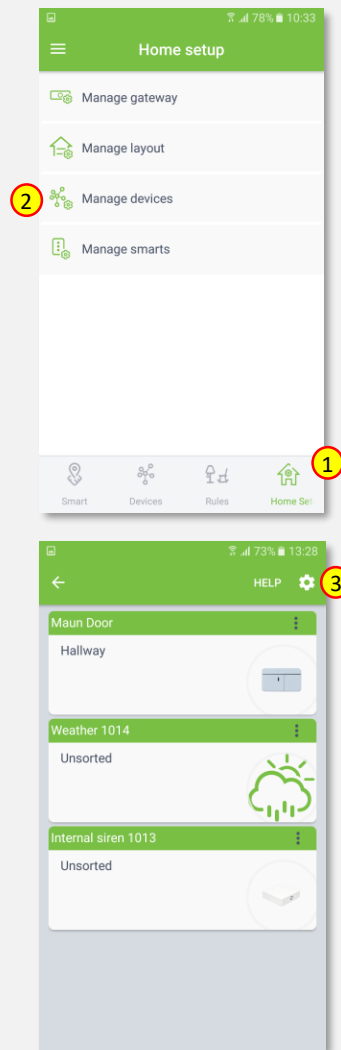 78% 10:33
Home setup
Manage gateway
Manage layout
2 Manage devices
Manage smarts
1
Smart Devices Rules Home Set
73% 13:28
HELP 3
Maun Door
Hallway
Weather 1014
Unsorted
Internal siren 1013
Unsorted